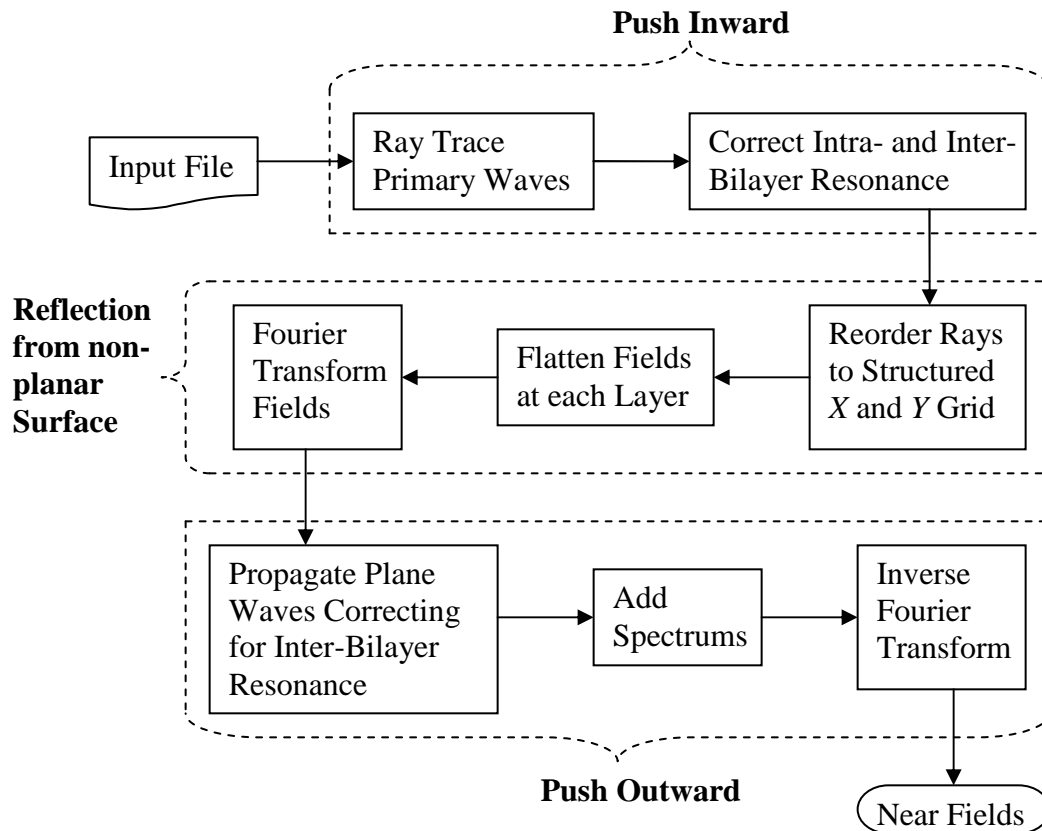 Push Inward
Input File
Ray Trace
Primary Waves
Correct Intra- and Inter-
Bilayer Resonance
Reflection
from non-
planar
Surface
Reorder Rays
to Structured
X and Y Grid
Flatten Fields
at each Layer
Fourier
Transform
Fields
Propagate Plane
Waves Correcting
for Inter-Bilayer
Resonance
Add
Spectrums
Inverse
Fourier
Transform
Push Outward
Near Fields